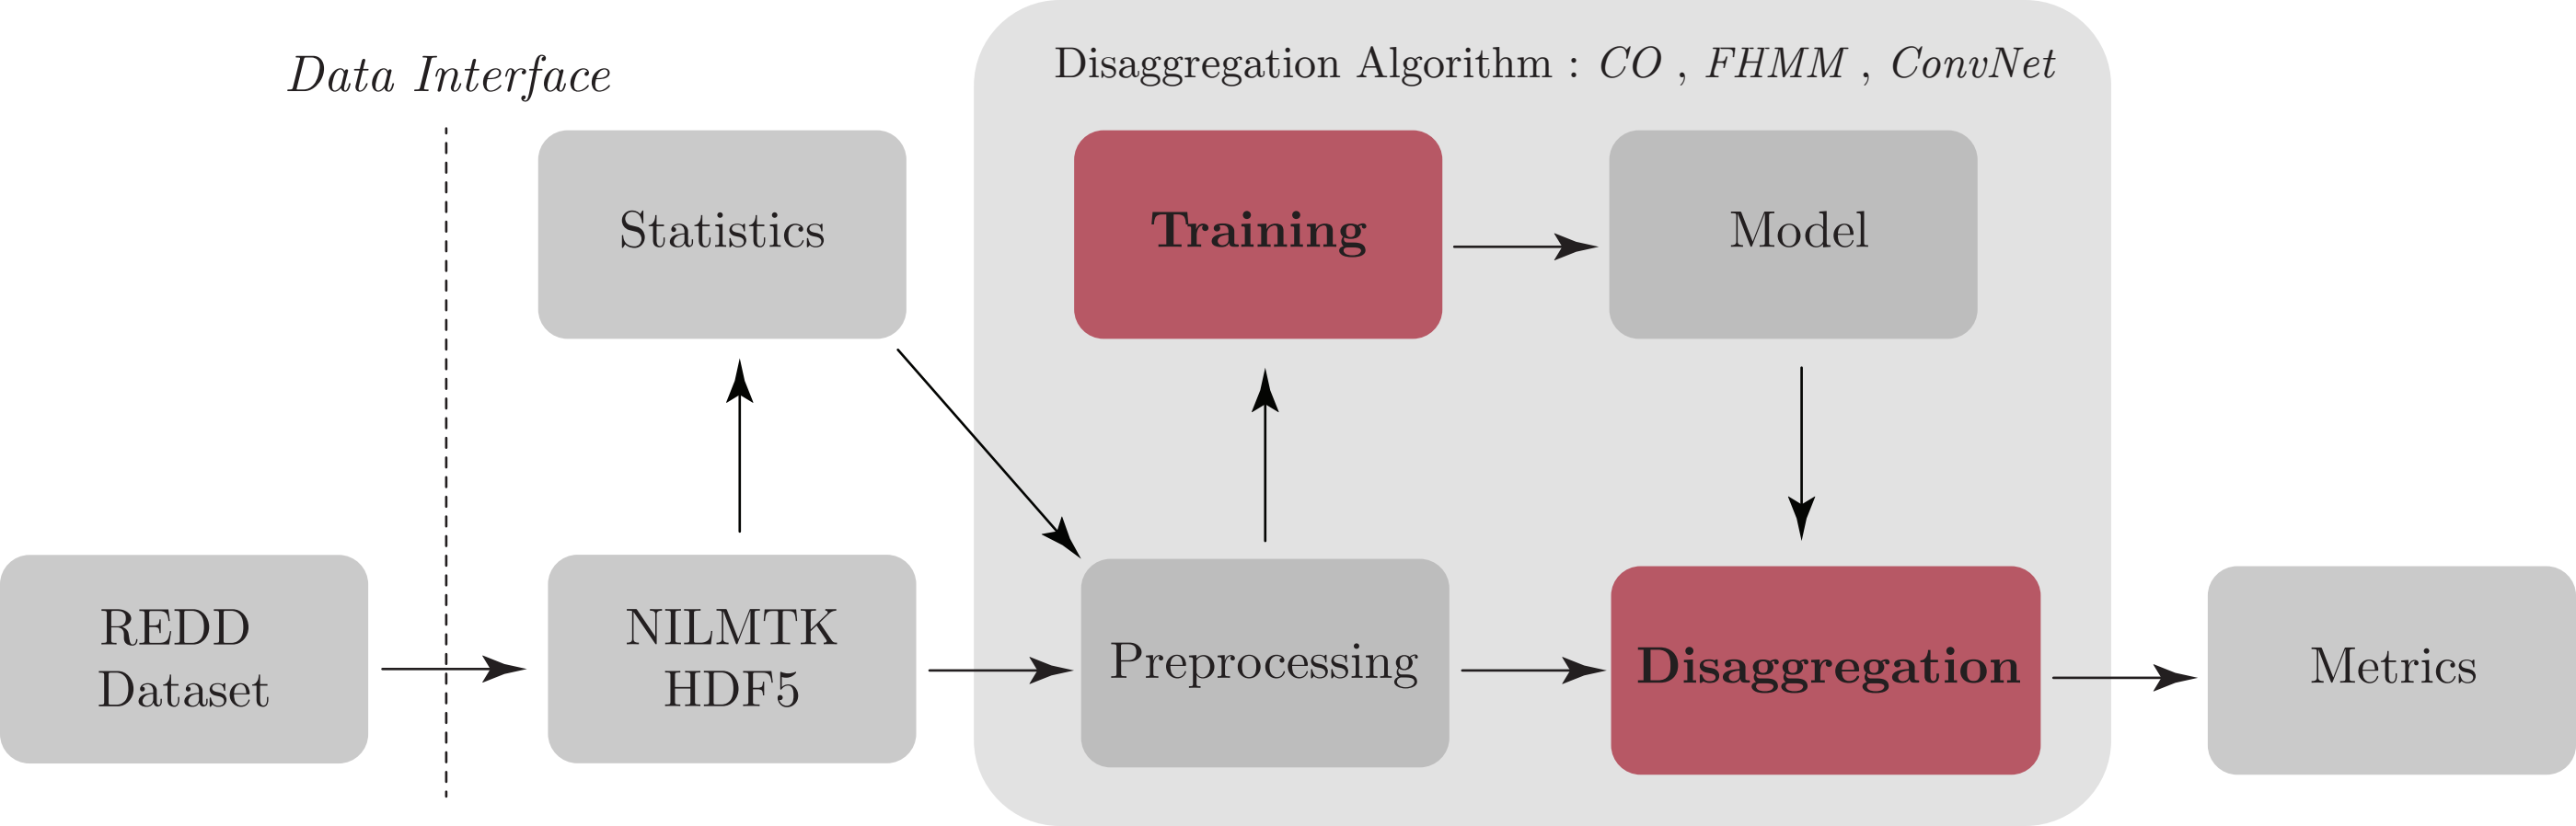 Data Interface
Disaggregation Algorithm : CO , FHMM , ConvNet
Statistics
Training
Model
REDD
Dataset
NILMTK
HDF5
Preprocessing
Disaggregation
Metrics